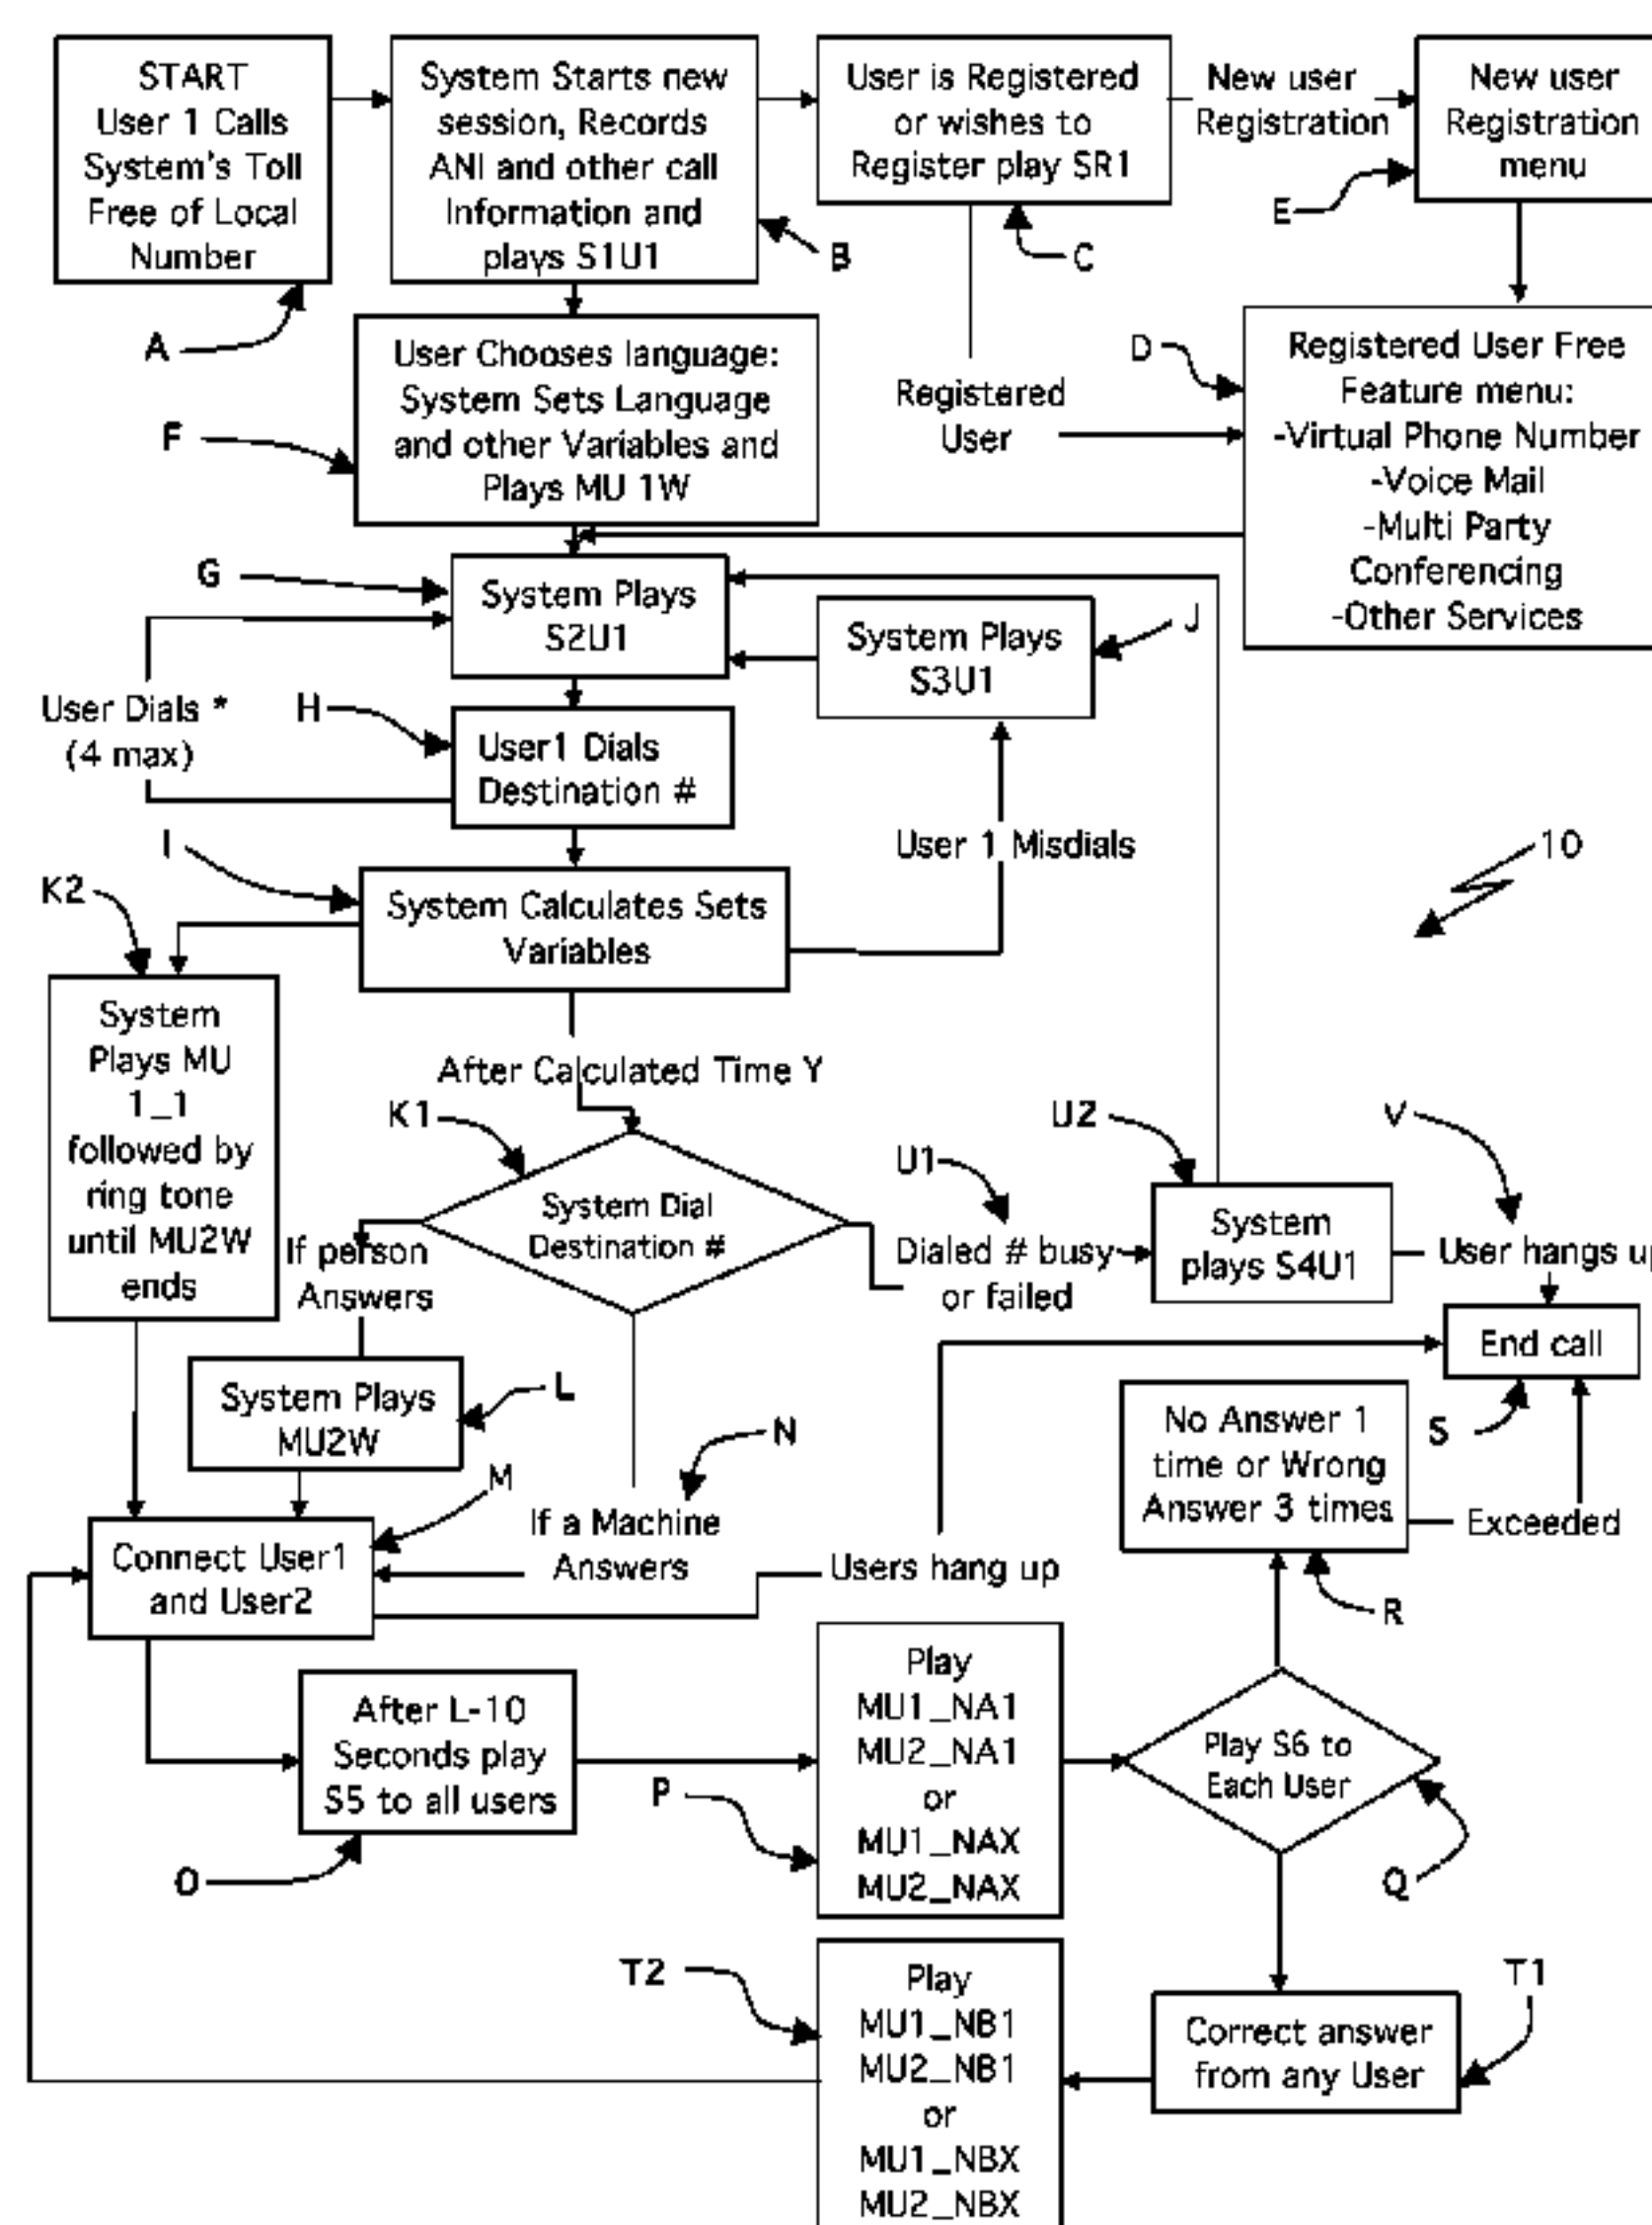 START
User 1 Calls
System's Toll
Free of Local
Number
System Starts new
session, Records
ANI and other call
Information and
plays S1U1
User is Registered
or wishes to
Register play SR1
New user
Registration
New user
Registration
menu
A
B
C
E
User Chooses language:
System Sets Language
and other Variables and
Plays MU 1W
F
Registered
User
D
Registered User Free
Feature menu:
-Virtual Phone Number
-Voice Mail
-Multi Party
Conferencing
-Other Services
G
System Plays
S2U1
System Plays
S3U1
J
User Dials *
(4 max)
H
User1 Dials
Destination #
User 1 Misdials
10
I
K2
System Calculates Sets
Variables
System
Plays MU
1_1
followed by
ring tone
until MU2W
ends
After Calculated Time Y
K1
System Dial
Destination #
U1
U2
V
If person
Answers
Dialed # busy
or failed
System
plays S4U1
User hangs up
End call
System Plays
MU2W
L
N
M
No Answer 1
time or Wrong
Answer 3 times
S
Exceeded
If a Machine
Answers
Connect User1
and User2
Users hang up
R
After L-10
Seconds play
S5 to all users
O
P
Play
MU1_NA1
MU2_NA1
or
MU1_NAX
MU2_NAX
Play S6 to
Each User
Q
T2
Play
MU1_NB1
MU2_NB1
or
MU1_NBX
MU2_NBX
T1
Correct answer
from any User